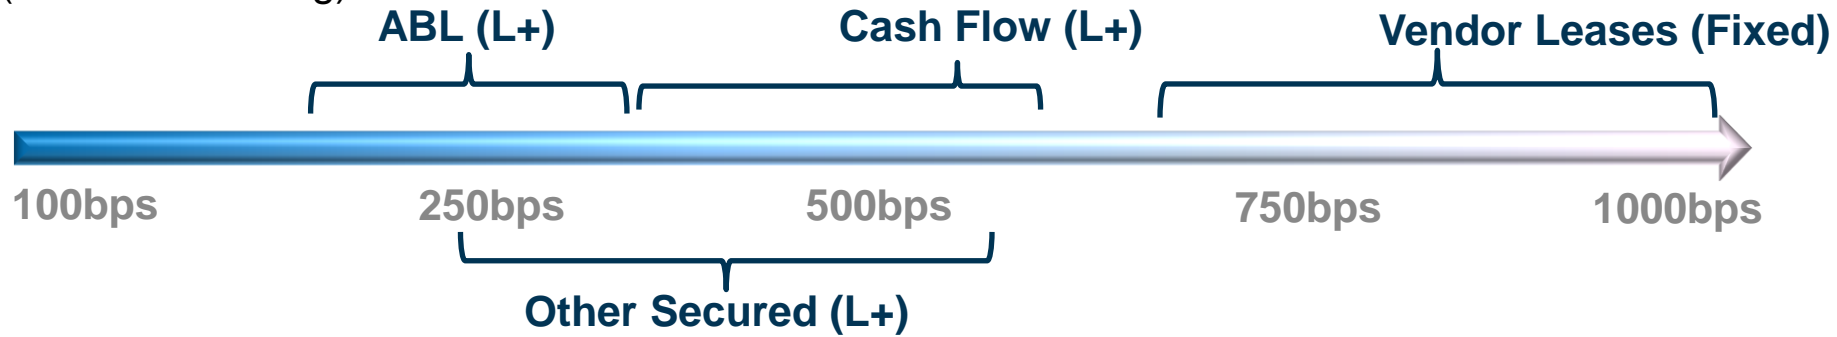 ABL (L+)
Cash Flow (L+)
Vendor Leases (Fixed)
100bps
250bps
500bps
750bps
1000bps
Other Secured (L+)